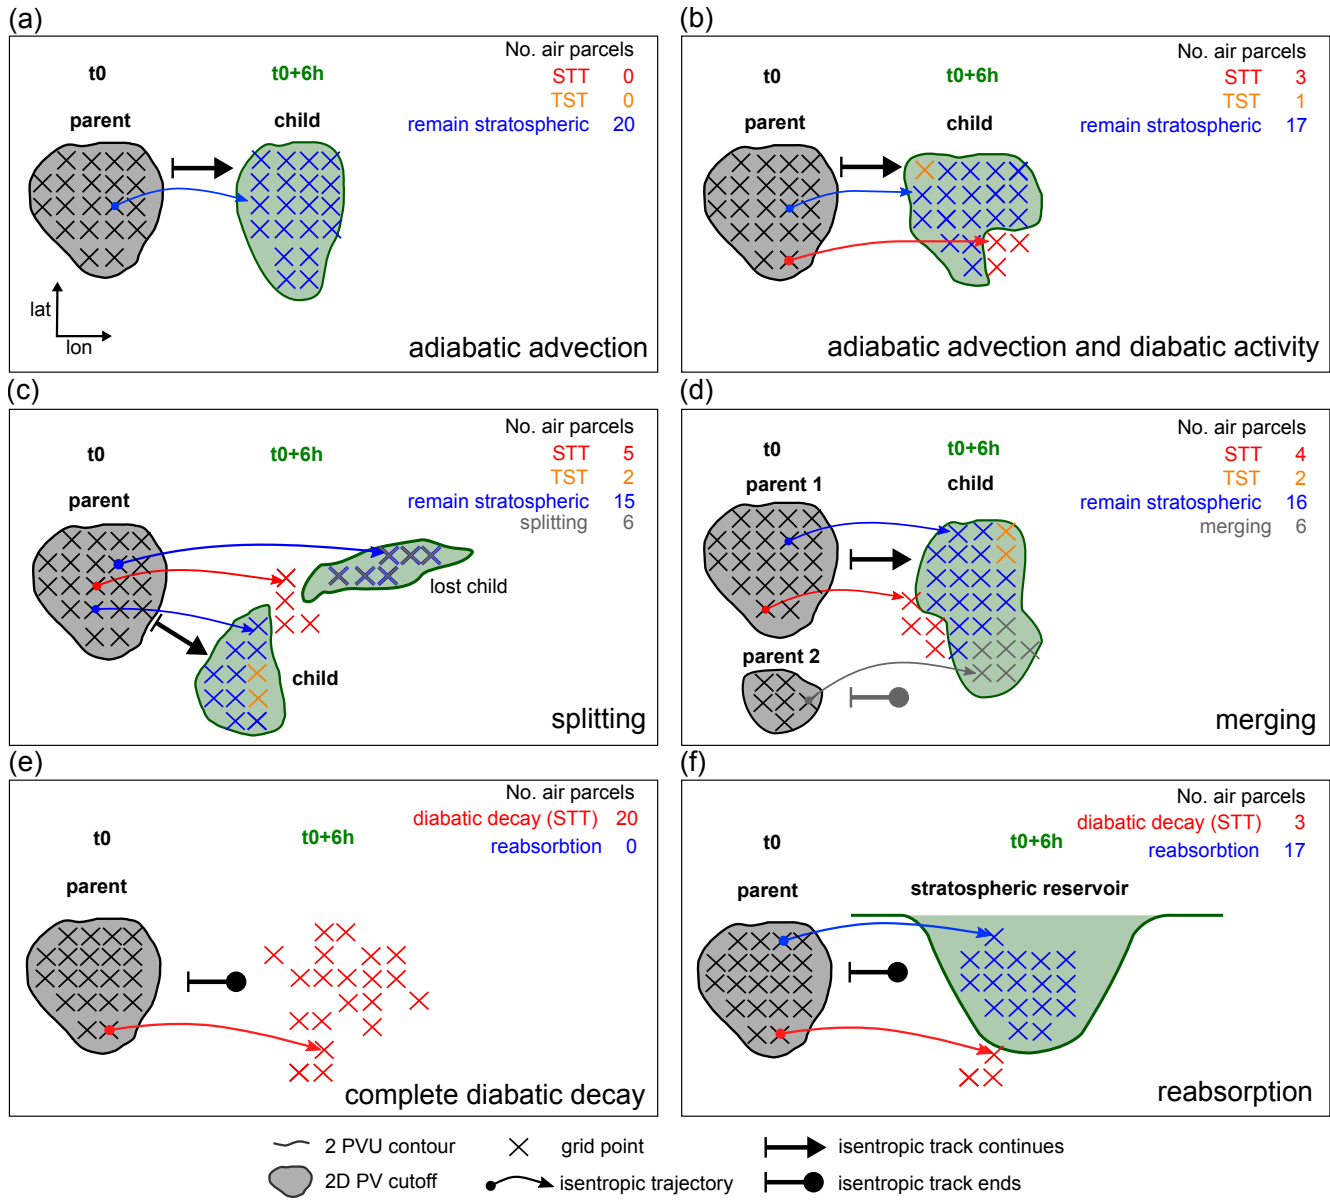 (a)
No. air parcels
t0
t0+6h
STT 0
TST 0
parent
child
remain stratospheric 20
lat
lon
adiabatic advection
(b)
No. air parcels
t0
t0+6h
STT 3
TST 1
parent
child
remain stratospheric 17
adiabatic advection and diabatic activity
(c)
No. air parcels
t0
t0+6h
STT 5
TST 2
parent
remain stratospheric 15
splitting 6
lost child
child
splitting
(d)
No. air parcels
t0
t0+6h
STT 4
TST 2
parent 1
child
remain stratospheric 16
merging 6
parent 2
merging
(e)
No. air parcels
diabatic decay (STT) 20
t0
t0+6h
reabsorbtion 0
parent
complete diabatic decay
(f)
No. air parcels
diabatic decay (STT) 3
t0
t0+6h
reabsorbtion 17
parent
stratospheric reservoir
reabsorption
2 PVU contour
grid point
isentropic track continues
2D PV cutoff
isentropic trajectory
isentropic track ends